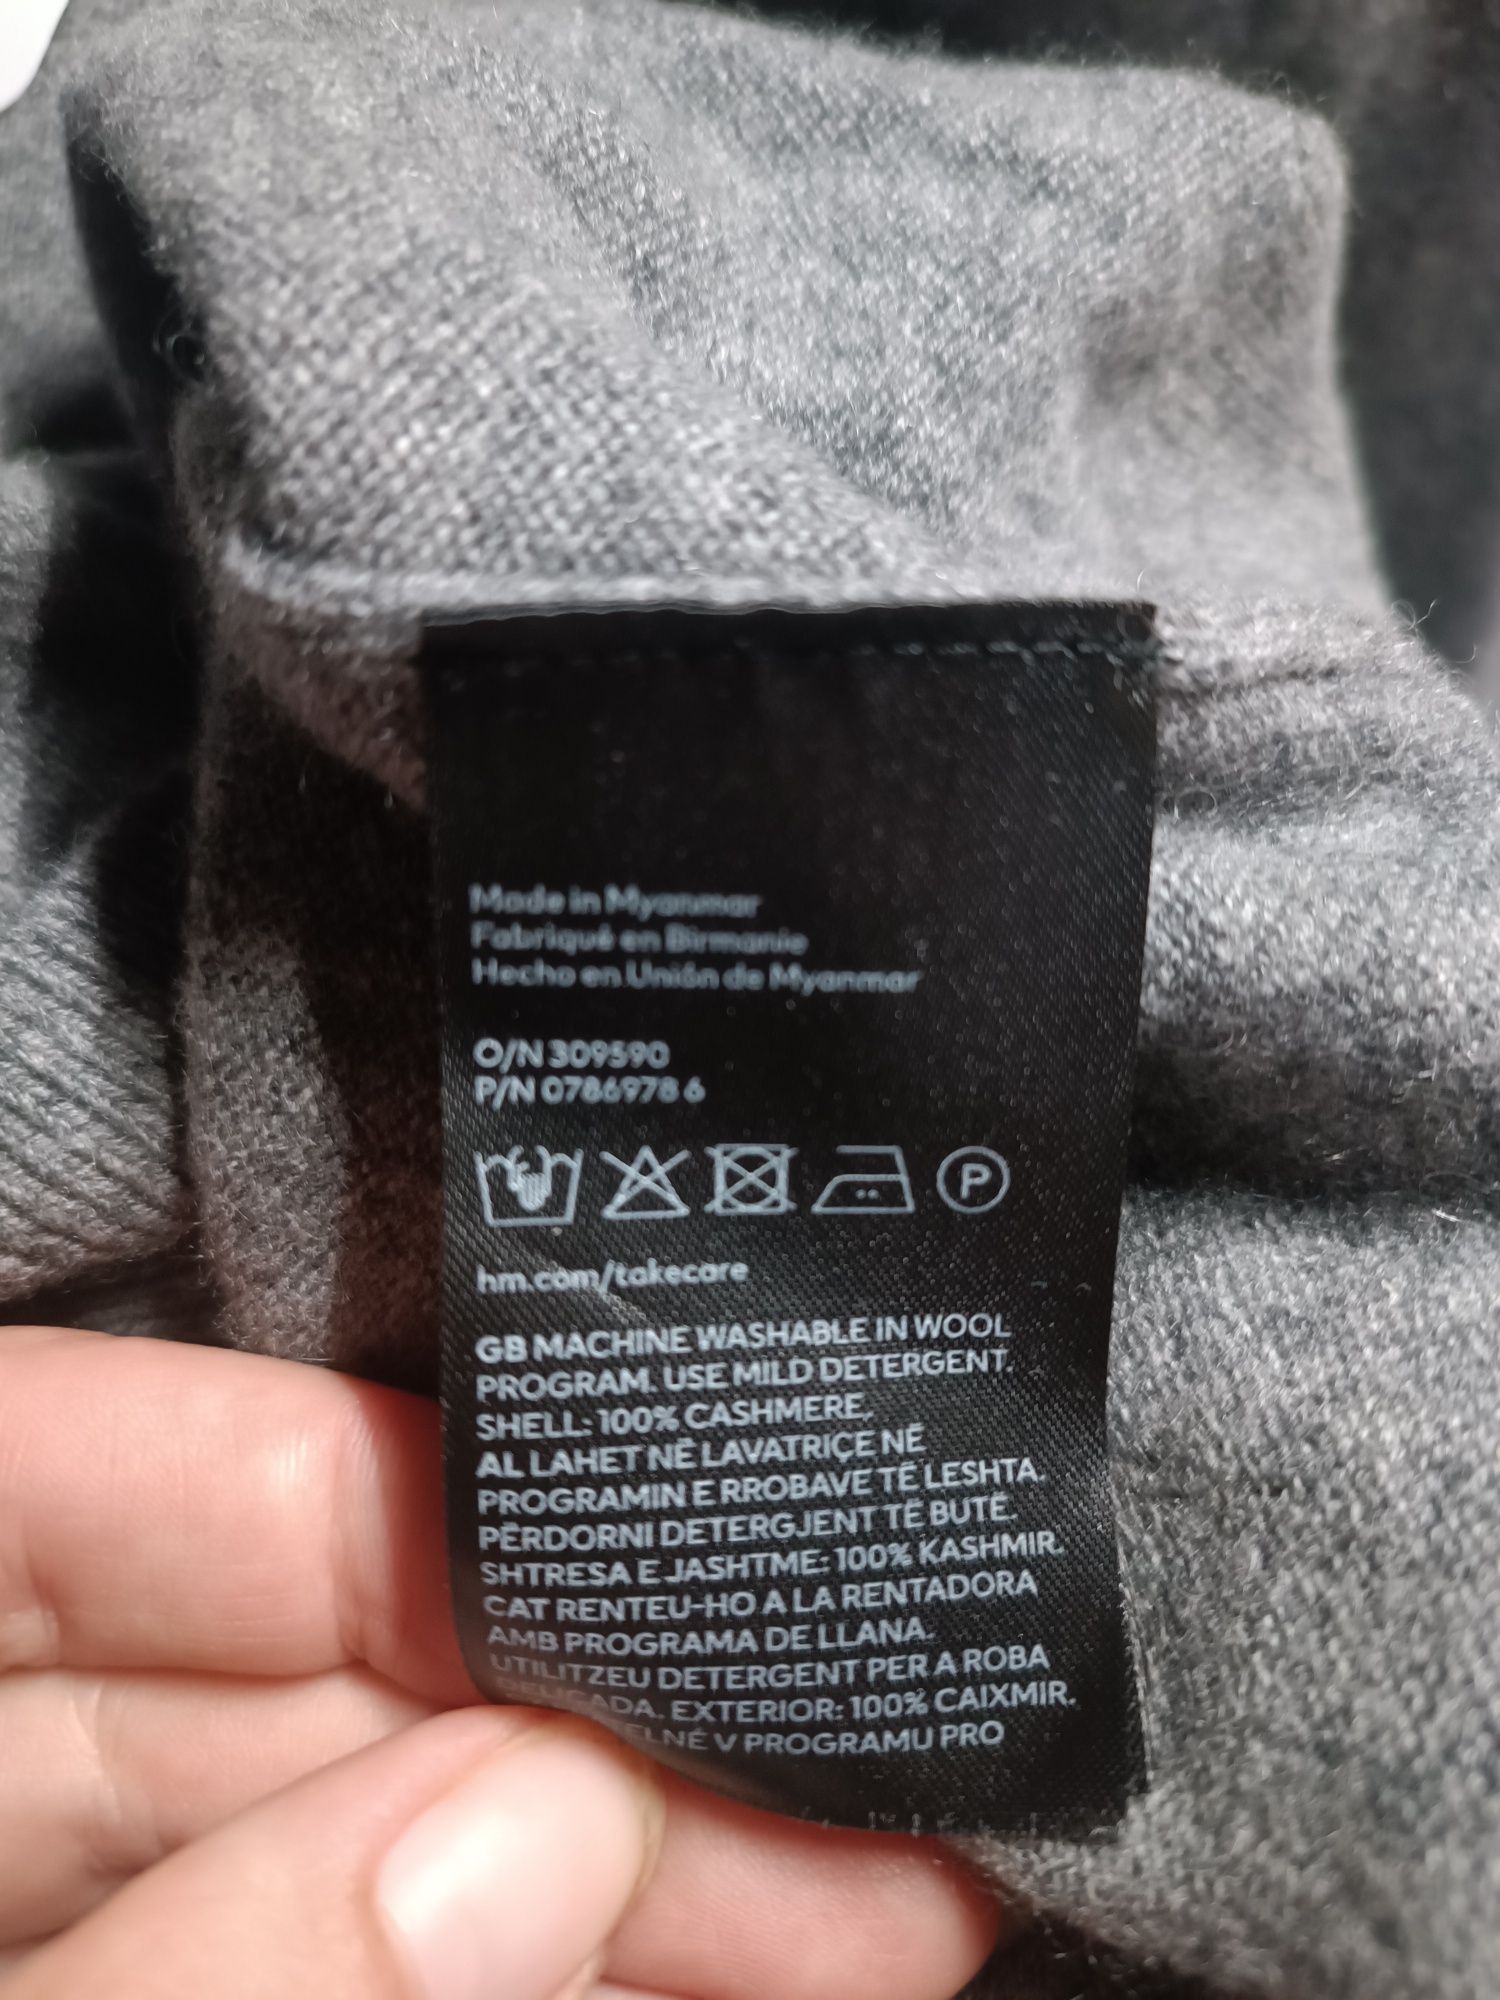 Made in Myanmar
Fabriqué en Birmanie
Hecho en Unión de Myanmar
O/N 309590
P/N 0786978 6
P
hm.com/takecare
GB MACHINE WASHABLE IN WOOL
PROGRAM. USE MILD DETERGENT.
SHELL: 100% CASHMERE.
AL LAHET NË LAVATRIÇE NË
PROGRAMIN E RROBAVE TË LESHTA.
PËRDORNI DETERGJENT TË BUTË.
SHTRESA E JASHTME: 100% KASHMIR.
CAT RENTEU-HO A LA RENTADORA
AMB PROGRAMA DE LLANA.
UTILITZEU DETERGENT PER A ROBA
DELICADA. EXTERIOR: 100% CAIXMIR.
V PROGRAMU PRO